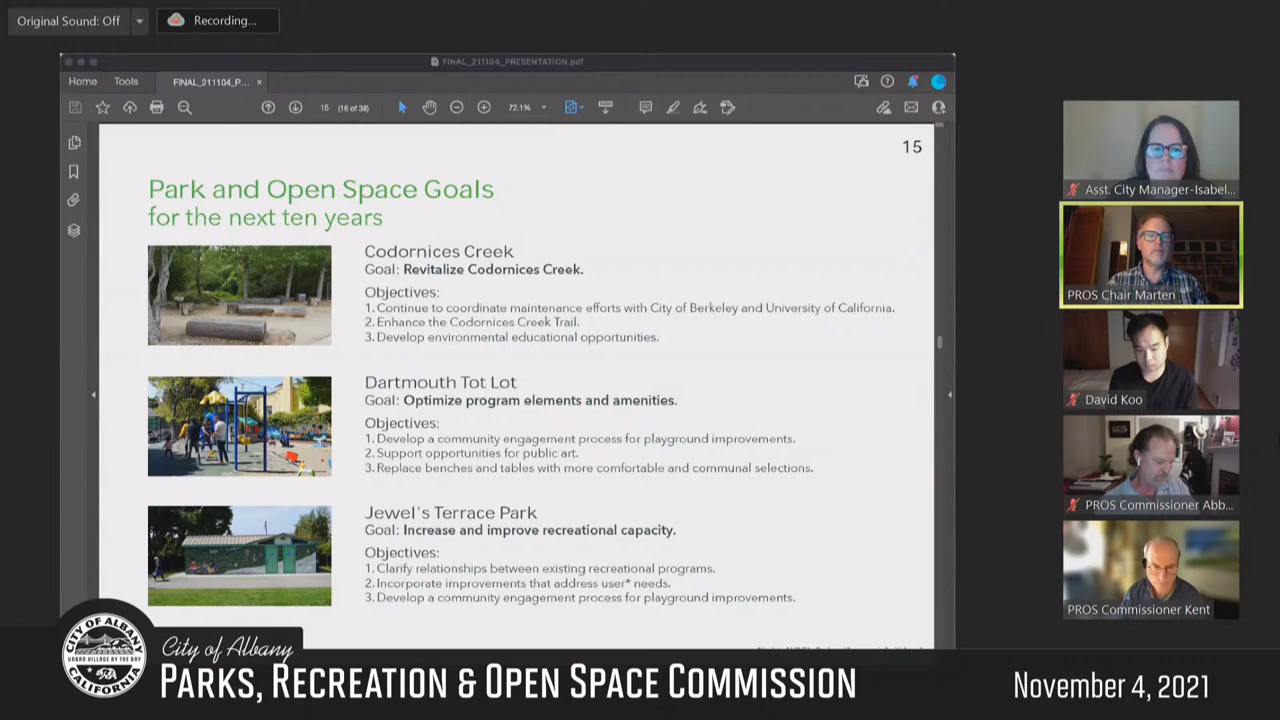 Original Sound: Off
Recording...
FINAL_211104_PRESENTATION.pdf
Home
Tools
FINAL_211104_P...
15
(16 of 38)
72.1%
15
Park and Open Space Goals
for the next ten years
Codornices Creek
Goal: Revitalize Codornices Creek.
Objectives:
1. Continue to coordinate maintenance efforts with City of Berkeley and University of California.
2. Enhance the Codornices Creek Trail.
3. Develop environmental educational opportunities.
Dartmouth Tot Lot
Goal: Optimize program elements and amenities.
Objectives:
1. Develop a community engagement process for playground improvements.
2. Support opportunities for public art.
3. Replace benches and tables with more comfortable and communal selections.
Jewel's Terrace Park
Goal: Increase and improve recreational capacity.
Objectives:
1. Clarify relationships between existing recreational programs.
2. Incorporate improvements that address user* needs.
3. Develop a community engagement process for playground improvements.
Asst. City Manager-Isabel...
PROS Chair Marten
David Koo
PROS Commissioner Abb...
PROS Commissioner Kent
CITY OF ALBANY
URBAN VILLAGE BY THE BAY
CALIFORNIA
City of Albany
PARKS, RECREATION & OPEN SPACE COMMISSION
November 4, 2021